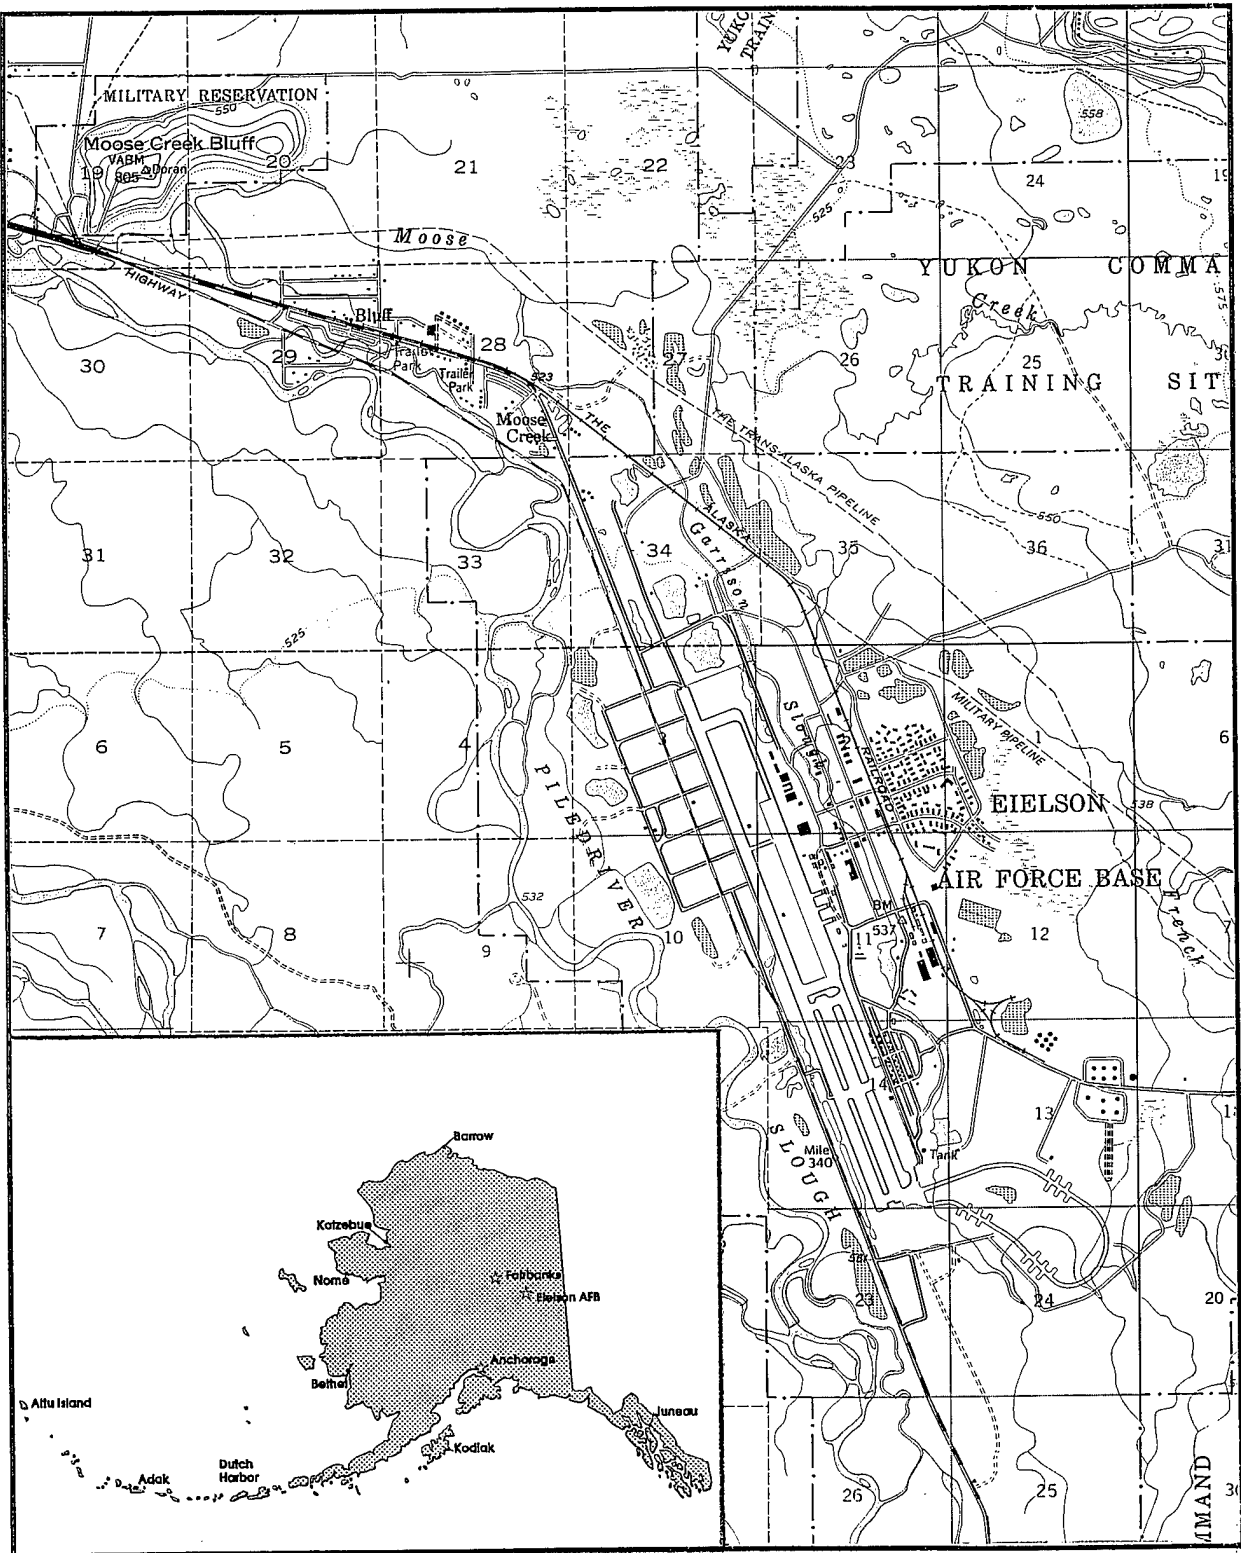 YUKO
TRAIN
MILITARY RESERVATION
550
558
Moose Creek Bluff
VABM
805
Doran
19
20
21
22
23
24
19
525
Moose
YUKON COMMA
HIGHWAY
575
Creek
Bluff
30
29
28
27
26
25
Trailer
Park
Trailer
Park
523
TRAINING SIT
Moose
Creek
THE
THE TRANS-ALASKA PIPELINE
ALASKA
550
Garrison
31
32
33
34
35
36
31
525
Slough
MILITARY PIPELINE
6
5
4
3
1
6
RAILROAD
PILEDRIVER
EIELSON
538
AIR FORCE BASE
French
532
BM
537
7
8
9
10
11
12
7
14
13
SLOUGH
Mile
340
Tank
561
23
24
20
26
25
MMAND
Barrow
Kotzebue
Nome
Fairbanks
Eielson AFB
Anchorage
Bethel
Attu Island
Juneau
Kodiak
Dutch
Harbor
Adak